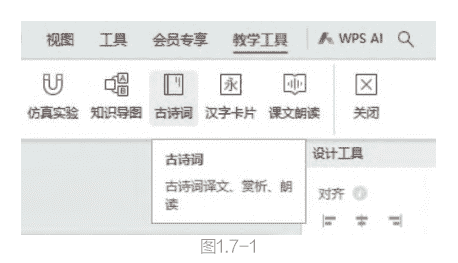 视图 工具 会员专享 教学工具 WPS AI
A
B
永
仿真实验 知识导图 古诗词 汉字卡片 课文朗读 关闭
古诗词
古诗词译文、赏析、朗
读
设计工具
对齐
图1.7-1